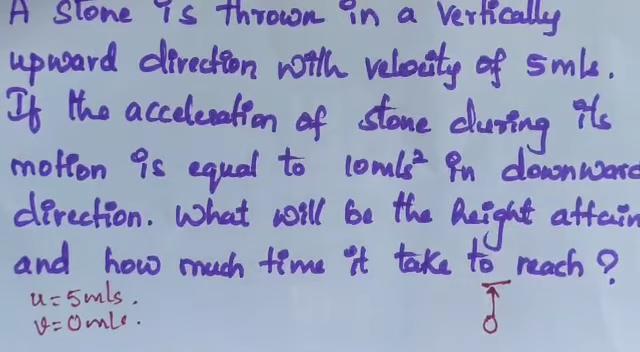 A stone is thrown in a vertically
upward direction with velocity of 5m/s.
If the acceleration of stone during its
motion is equal to 10m/s² in downward
direction. What will be the height attain
and how much time it take to reach?
u=5m/s.
v=0m/s.